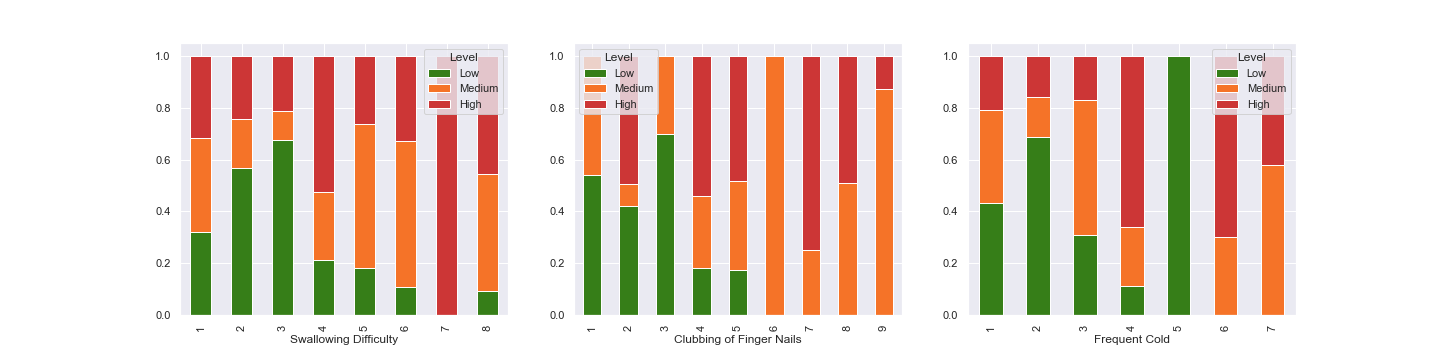 1.0
0.8
0.6
0.4
0.2
0.0
Level
Low
Medium
High
1 2 3 4 5 6 7 8
Swallowing Difficulty
1.0
0.8
0.6
0.4
0.2
0.0
Level
Low
Medium
High
1 2 3 4 5 6 7 8 9
Clubbing of Finger Nails
1.0
0.8
0.6
0.4
0.2
0.0
Level
Low
Medium
High
1 2 3 4 5 6 7
Frequent Cold